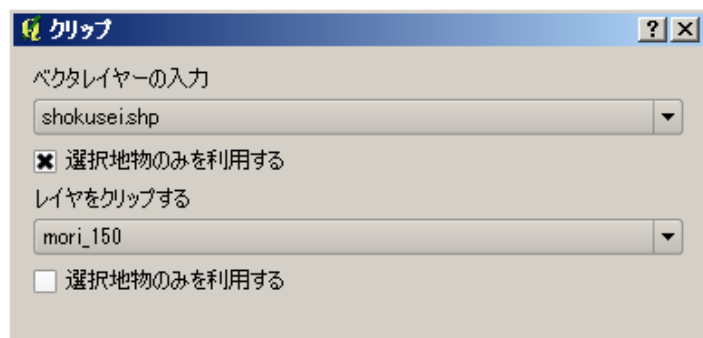 クリップ
ベクタレイヤーの入力
shokusei.shp
選択地物のみを利用する
レイヤをクリップする
mori_150
選択地物のみを利用する